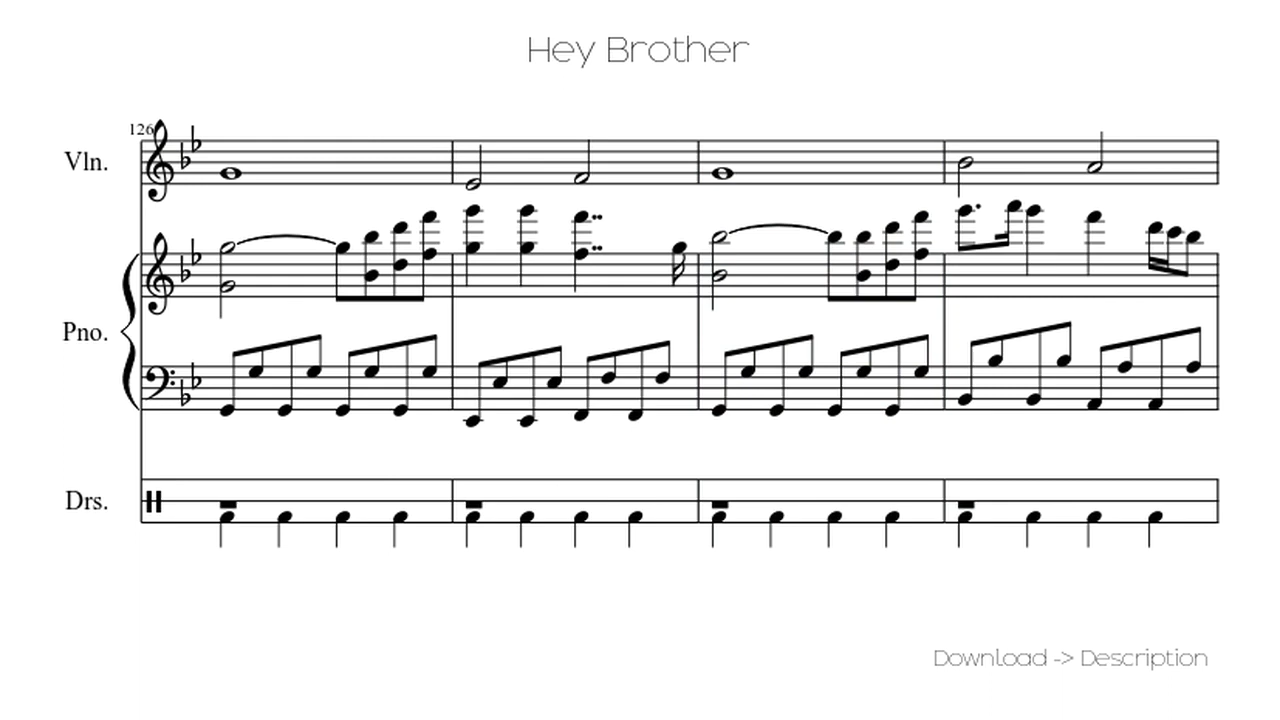 Hey Brother
126
Vln.
Pno.
Drs.
Download -> Description